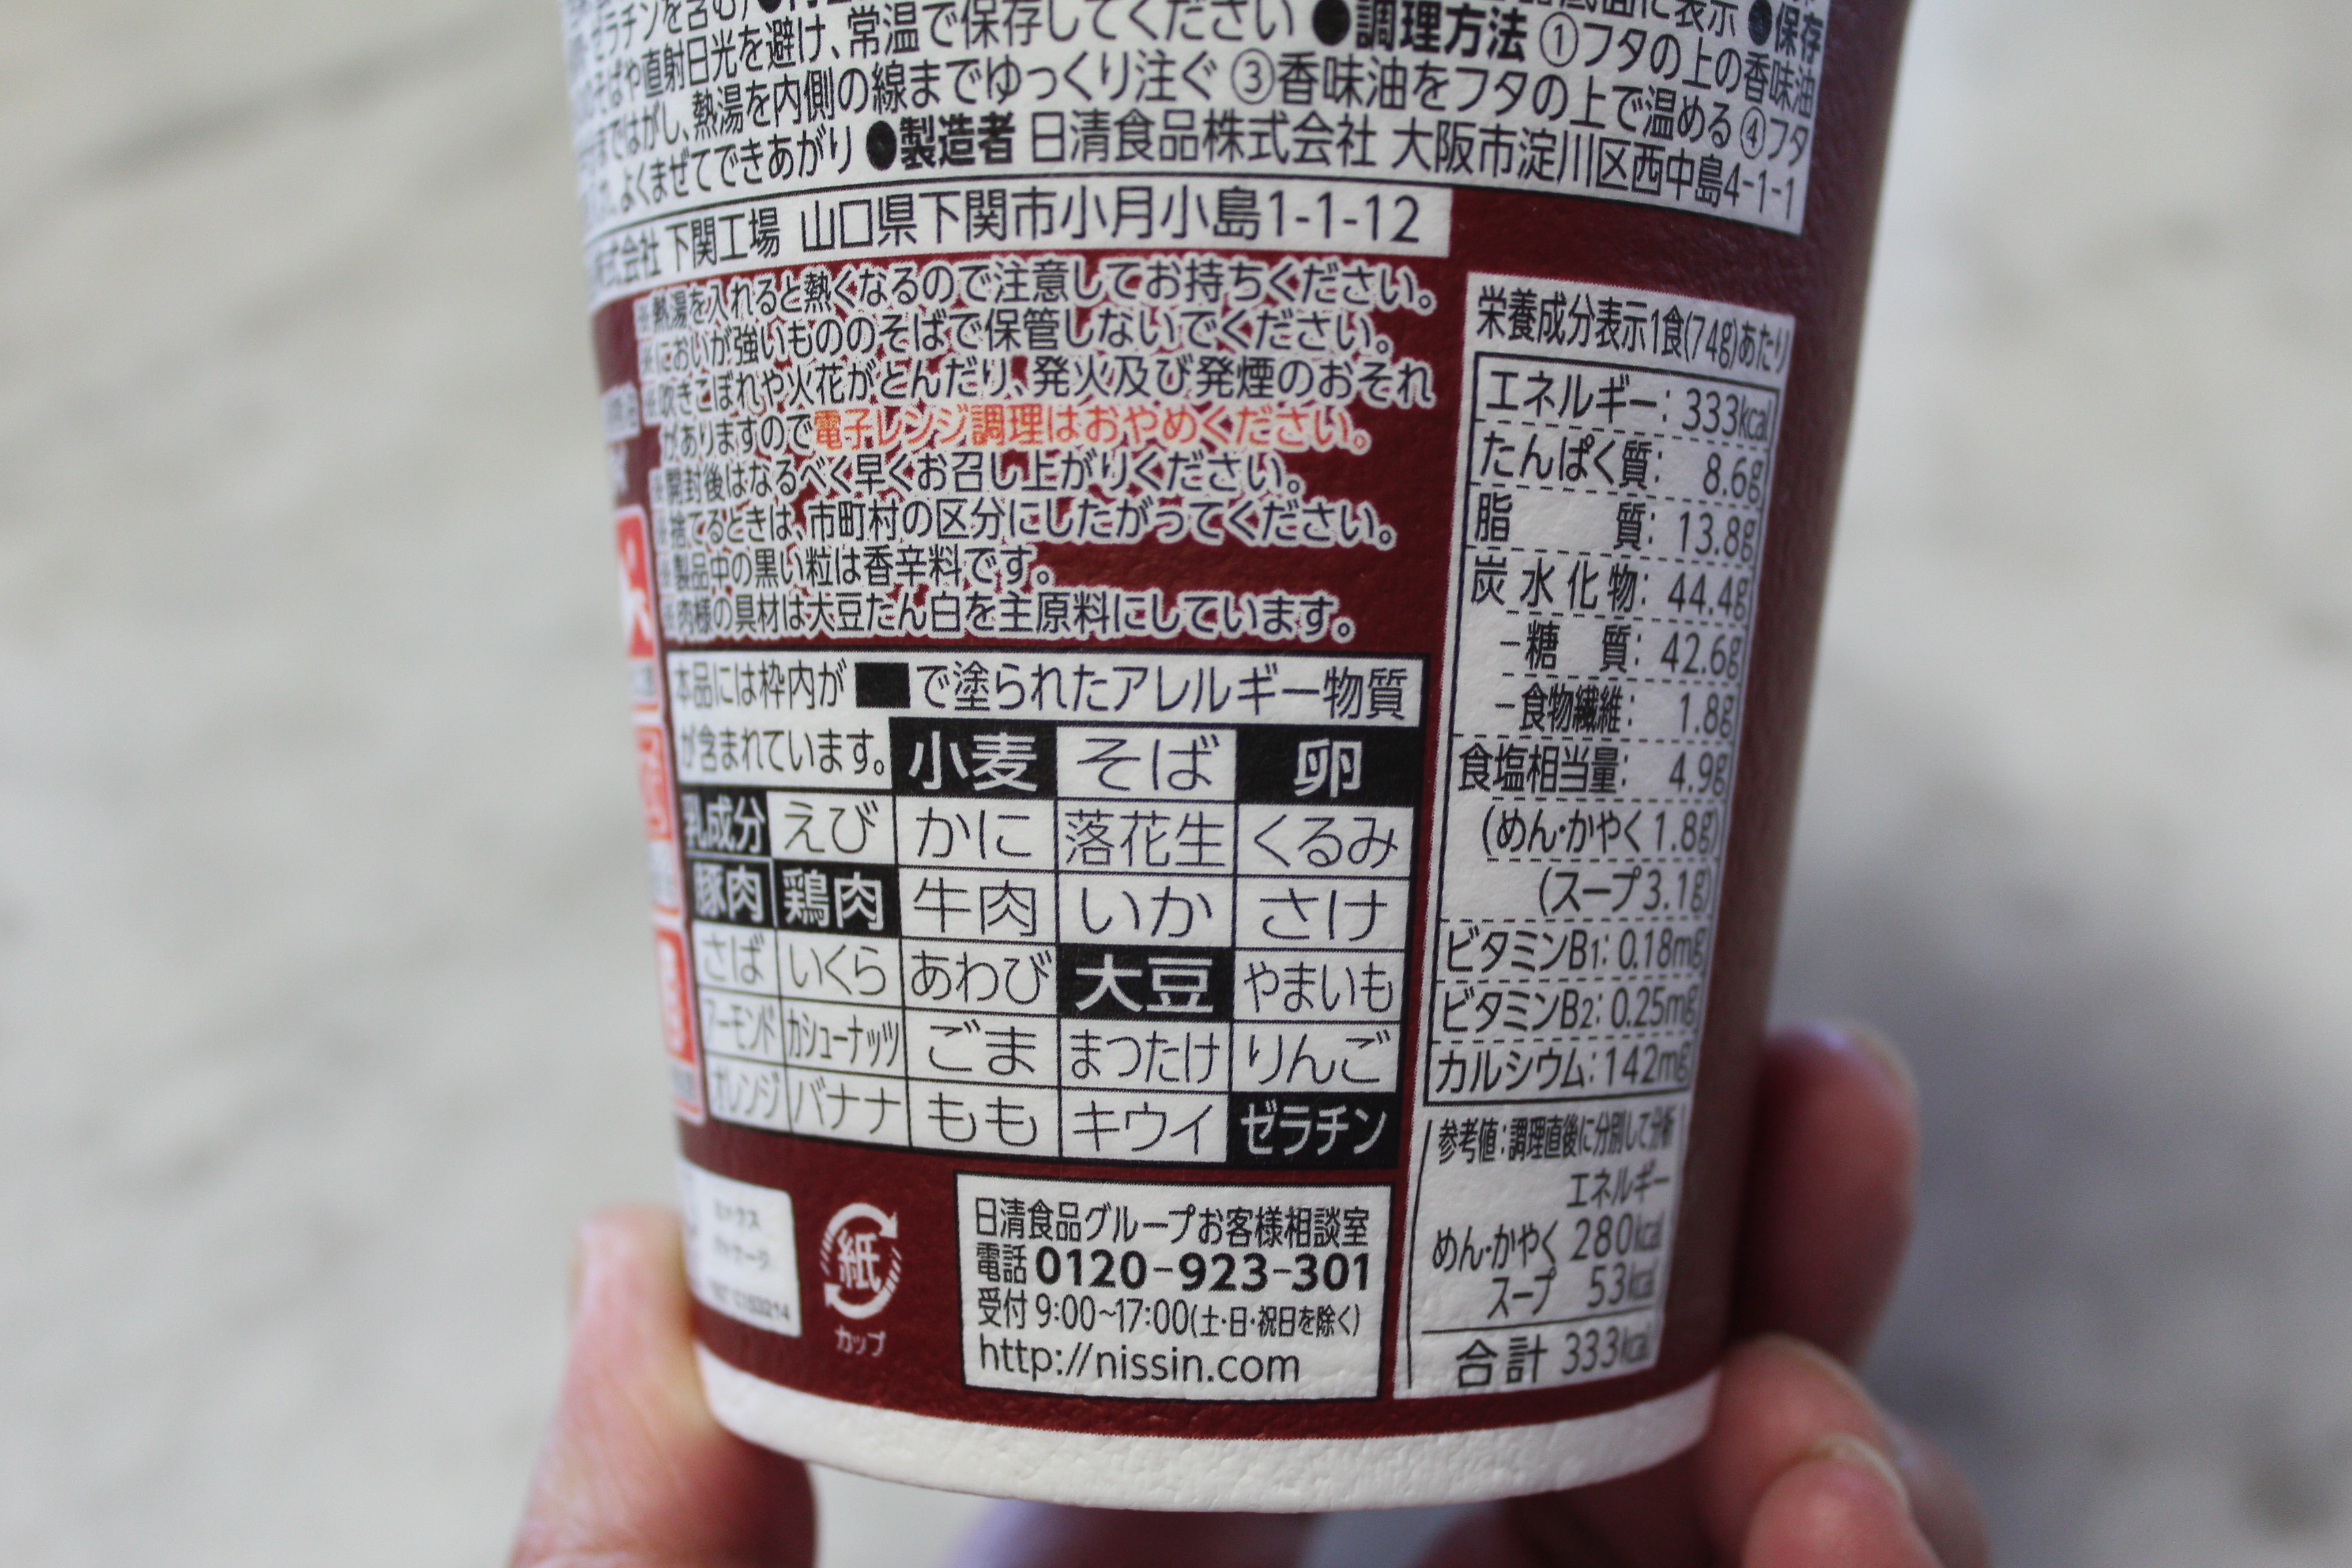 ゼラチンを含む)
底面に表示 ●保存
そばや直射日光を避け、常温で保存してください ●調理方法 ①フタの上の香味油
まではがし、熱湯を内側の線までゆっくり注ぐ ③香味油をフタの上で温める ④フタ
よくまぜてできあがり ●製造者 日清食品株式会社 大阪市淀川区西中島4-1-1
株式会社 下関工場 山口県下関市小月小島1-1-12
※熱湯を入れると熱くなるので注意してお持ちください。
※においが強いもののそばで保管しないでください。
※吹きこぼれや火花がとんだり、発火及び発煙のおそれ
がありますので電子レンジ調理はおやめください。
※開封後はなるべく早くお召し上がりください。
※捨てるときは、市町村の区分にしたがってください。
※製品中の黒い粒は香辛料です。
※肉様の具材は大豆たん白を主原料にしています。
本品には枠内が■で塗られたアレルギー物質
が含まれています。 小麦 そば 卵
乳成分 えび かに 落花生 くるみ
豚肉 鶏肉 牛肉 いか さけ
さば いくら あわび 大豆 やまいも
アーモンド カシューナッツ ごま まつたけ りんご
オレンジ バナナ もも キウイ ゼラチン
紙
カップ
日清食品グループお客様相談室
電話 0120-923-301
受付 9:00~17:00(土・日・祝日を除く)
http://nissin.com
栄養成分表示1食(74g)あたり
エネルギー: 333kcal
たんぱく質: 8.6g
脂質: 13.8g
炭水化物: 44.4g
-糖質: 42.6g
-食物繊維: 1.8g
食塩相当量: 4.9g
(めん・かやく 1.8g)
(スープ 3.1g)
ビタミンB1: 0.18mg
ビタミンB2: 0.25mg
カルシウム: 142mg
参考値:調理直後に分別して分析
エネルギー
めん・かやく 280kcal
スープ 53kcal
合計 333kcal